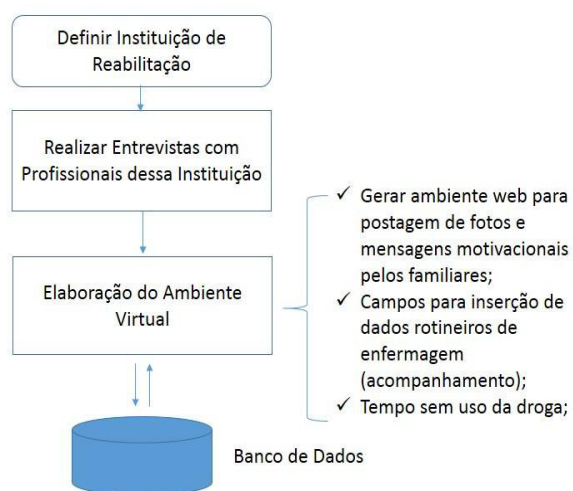 Definir Instituição de
Reabilitação
Realizar Entrevistas com
Profissionais dessa Instituição
Elaboração do Ambiente
Virtual
✓ Gerar ambiente web para
postagem de fotos e
mensagens motivacionais
pelos familiares;
✓ Campos para inserção de
dados rotineiros de
enfermagem
(acompanhamento);
✓ Tempo sem uso da droga;
Banco de Dados